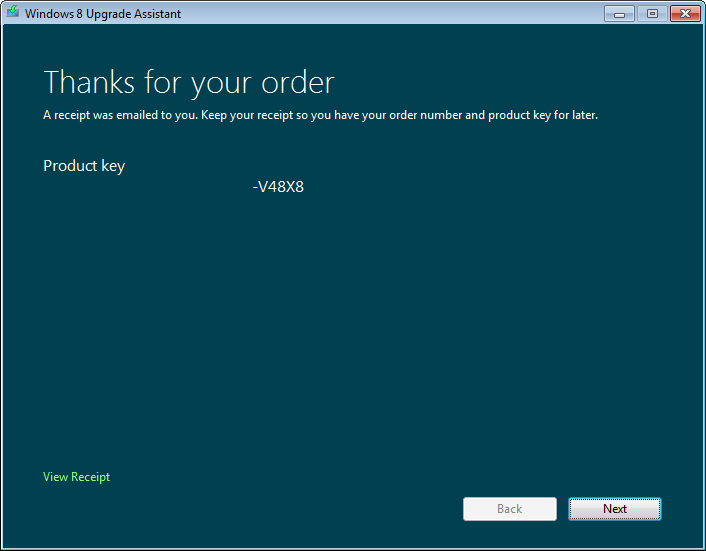 Windows 8 Upgrade Assistant
Thanks for your order
A receipt was emailed to you. Keep your receipt so you have your order number and product key for later.
Product key
-V48X8
View Receipt
Back
Next